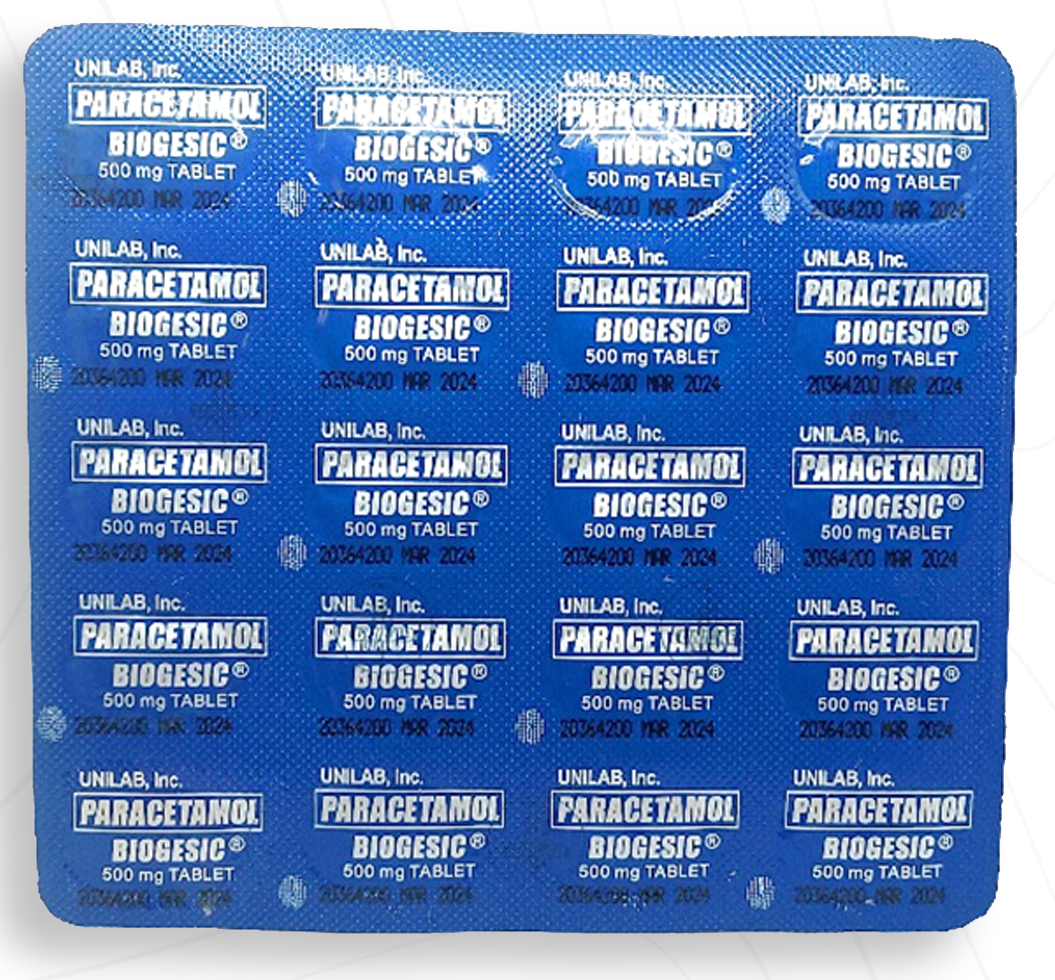 UNILAB, Inc.
PARACETAMOL
BIOGESIC®
500 mg TABLET
20364200 MAR 2024
UNILAB, Inc.
PARACETAMOL
BIOGESIC®
500 mg TABLET
20364200 MAR 2024
UNILAB, Inc.
PARACETAMOL
BIOGESIC®
500 mg TABLET
20364200 MAR 2024
UNILAB, Inc.
PARACETAMOL
BIOGESIC®
500 mg TABLET
20364200 MAR 2024
UNILAB, Inc.
PARACETAMOL
BIOGESIC®
500 mg TABLET
20364200 MAR 2024
UNILAB, Inc.
PARACETAMOL
BIOGESIC®
500 mg TABLET
20364200 MAR 2024
UNILAB, Inc.
PARACETAMOL
BIOGESIC®
500 mg TABLET
20364200 MAR 2024
UNILAB, Inc.
PARACETAMOL
BIOGESIC®
500 mg TABLET
20364200 MAR 2024
UNILAB, Inc.
PARACETAMOL
BIOGESIC®
500 mg TABLET
20364200 MAR 2024
UNILAB, Inc.
PARACETAMOL
BIOGESIC®
500 mg TABLET
20364200 MAR 2024
UNILAB, Inc.
PARACETAMOL
BIOGESIC®
500 mg TABLET
20364200 MAR 2024
UNILAB, Inc.
PARACETAMOL
BIOGESIC®
500 mg TABLET
20364200 MAR 2024
UNILAB, Inc.
PARACETAMOL
BIOGESIC®
500 mg TABLET
20364200 MAR 2024
UNILAB, Inc.
PARACETAMOL
BIOGESIC®
500 mg TABLET
20364200 MAR 2024
UNILAB, Inc.
PARACETAMOL
BIOGESIC®
500 mg TABLET
20364200 MAR 2024
UNILAB, Inc.
PARACETAMOL
BIOGESIC®
500 mg TABLET
20364200 MAR 2024
UNILAB, Inc.
PARACETAMOL
BIOGESIC®
500 mg TABLET
20364200 MAR 2024
UNILAB, Inc.
PARACETAMOL
BIOGESIC®
500 mg TABLET
20364200 MAR 2024
UNILAB, Inc.
PARACETAMOL
BIOGESIC®
500 mg TABLET
20364200 MAR 2024
UNILAB, Inc.
PARACETAMOL
BIOGESIC®
500 mg TABLET
20364200 MAR 2024